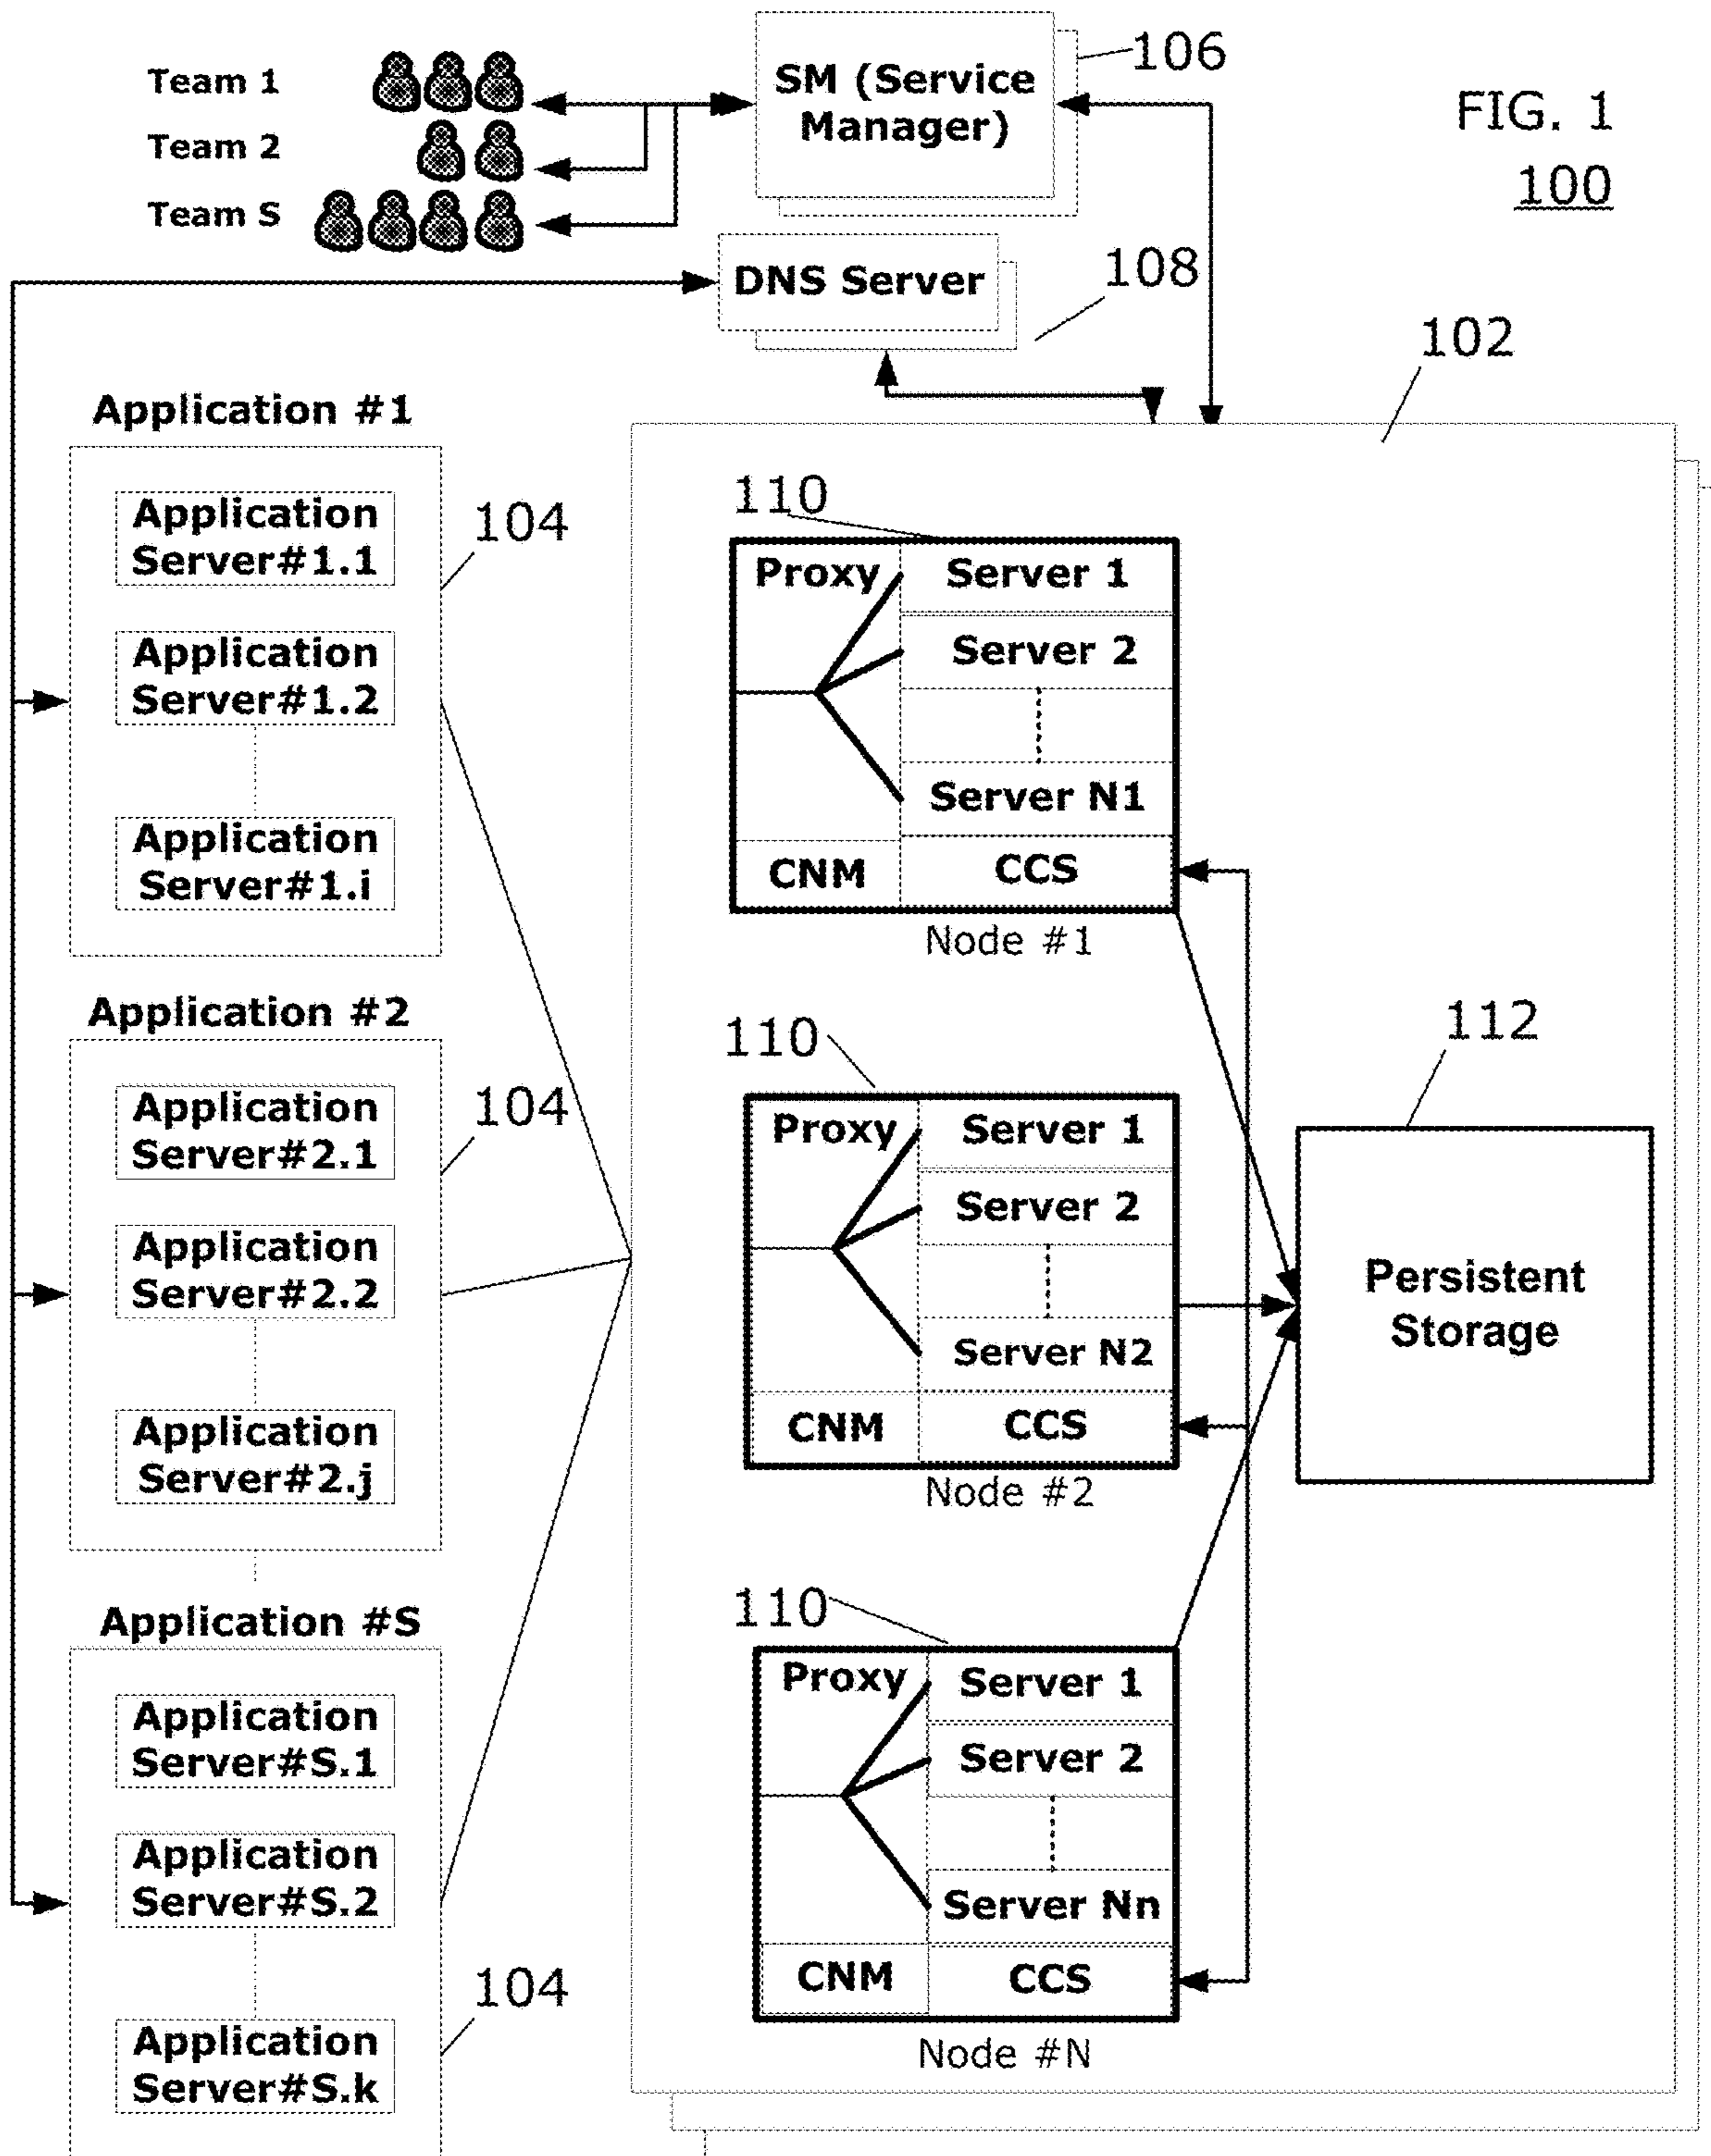 Team 1
Team 2
Team S
SM (Service
Manager)
106
FIG. 1
100
DNS Server
108
102
Application #1
Application
Server#1.1
Application
Server#1.2
Application
Server#1.i
104
Application #2
Application
Server#2.1
Application
Server#2.2
Application
Server#2.j
104
Application #S
Application
Server#S.1
Application
Server#S.2
Application
Server#S.k
104
110
Proxy
Server 1
Server 2
Server N1
CNM
CCS
Node #1
110
Proxy
Server 1
Server 2
Server N2
CNM
CCS
Node #2
110
Proxy
Server 1
Server 2
Server Nn
CNM
CCS
Node #N
112
Persistent
Storage